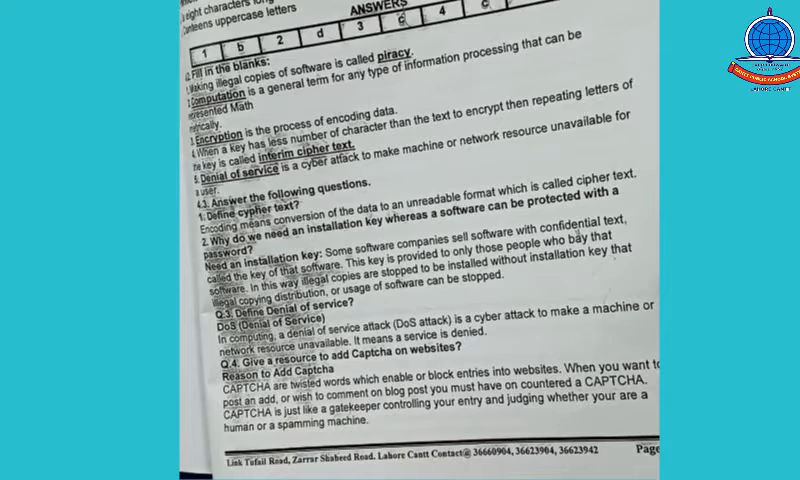 eight characters long
uppercase letters
ANSWERS
1 b 2 d 3 c 4 c
Fill in the blanks:
Making illegal copies of software is called piracy.
Computation is a general term for any type of information processing that can be
represented Math
3. Encryption is the process of encoding data.
4. When a key has less number of character than the text to encrypt then repeating letters of
the key is called interim cipher text.
5. Denial of service is a cyber attack to make machine or network resource unavailable for
a user.
4.3. Answer the following questions.
1: Define cypher text?
Encoding means conversion of the data to an unreadable format which is called cipher text.
2. Why do we need an installation key whereas a software can be protected with a
password?
Need an installation key: Some software companies sell software with confidential text,
called the key of that software. This key is provided to only those people who bay that
software. In this way illegal copies are stopped to be installed without installation key that
illegal copying distribution, or usage of software can be stopped.
Q.3. Define Denial of service?
DoS (Denial of Service)
In computing, a denial of service attack (DoS attack) is a cyber attack to make a machine or
network resource unavailable. It means a service is denied.
Q.4. Give a resource to add Captcha on websites?
Reason to Add Captcha
CAPTCHA are twisted words which enable or block entries into websites. When you want to
post an add, or wish to comment on blog post you must have on countered a CAPTCHA.
CAPTCHA is just like a gatekeeper controlling your entry and judging whether your are a
human or a spamming machine.
Link Tufail Road, Zarrar Shaheed Road. Lahore Cantt Contact@ 36660904, 36623904, 36623942 Page
LAHORE CANTT